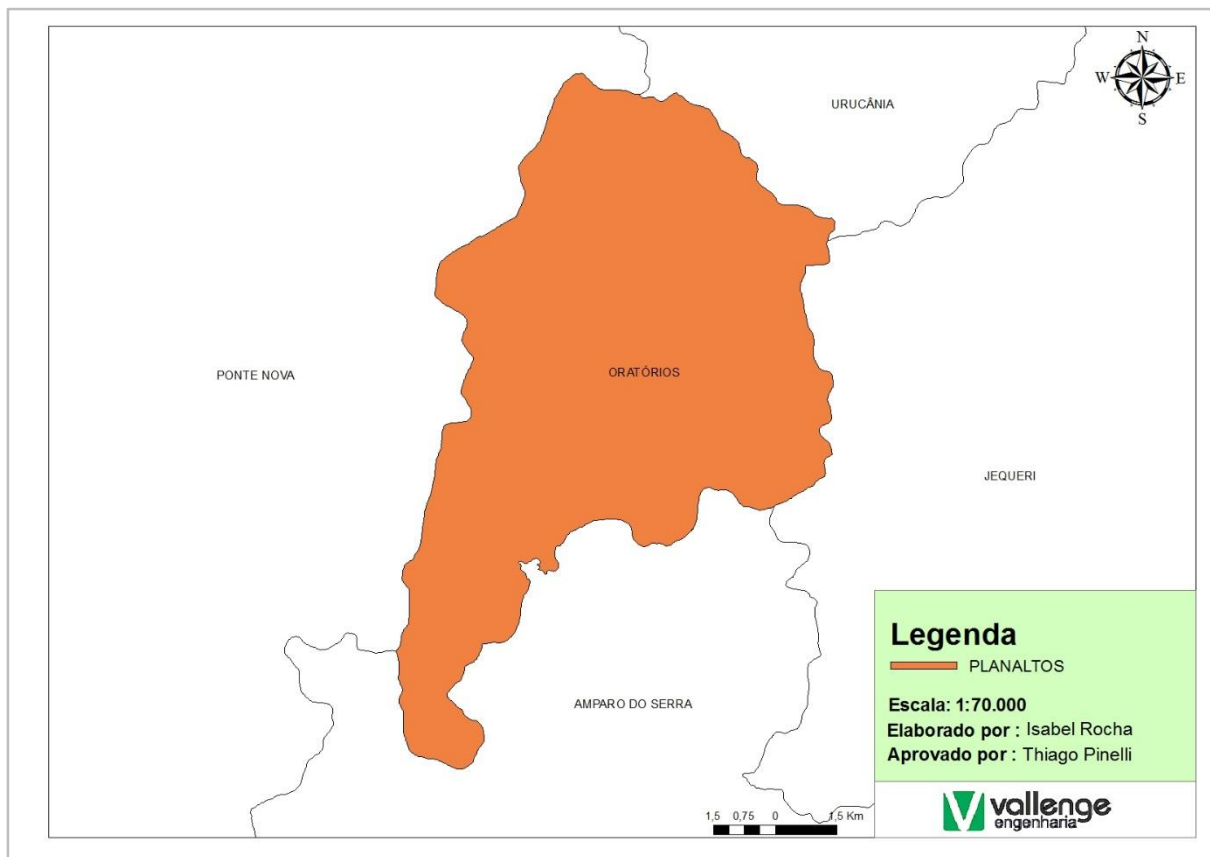 N
W E
S
URUCÂNIA
PONTE NOVA
ORATÓRIOS
JEQUERI
AMPARO DO SERRA
Legenda
PLANALTOS
Escala: 1:70.000
Elaborado por : Isabel Rocha
Aprovado por : Thiago Pinelli
1,5 0,75 0 1,5 Km
vallenge
engenharia